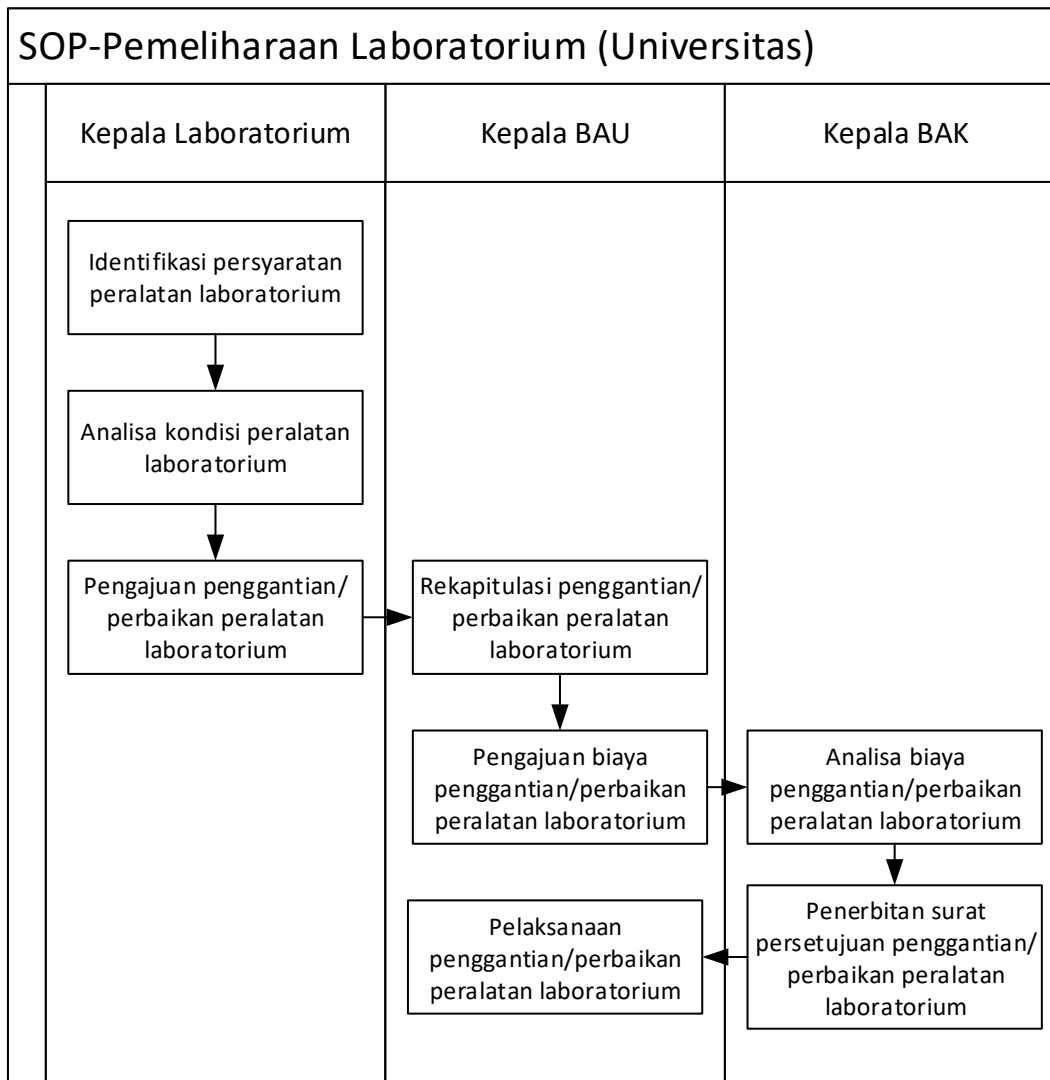 SOP-Pemeliharaan Laboratorium (Universitas)
Kepala Laboratorium
Kepala BAU
Kepala BAK
Identifikasi persyaratan
peralatan laboratorium
Analisa kondisi peralatan
laboratorium
Pengajuan penggantian/
perbaikan peralatan
laboratorium
Rekapitulasi penggantian/
perbaikan peralatan
laboratorium
Pengajuan biaya
penggantian/perbaikan
peralatan laboratorium
Analisa biaya
penggantian/perbaikan
peralatan laboratorium
Penerbitan surat
persetujuan penggantian/
perbaikan peralatan
laboratorium
Pelaksanaan
penggantian/perbaikan
peralatan laboratorium